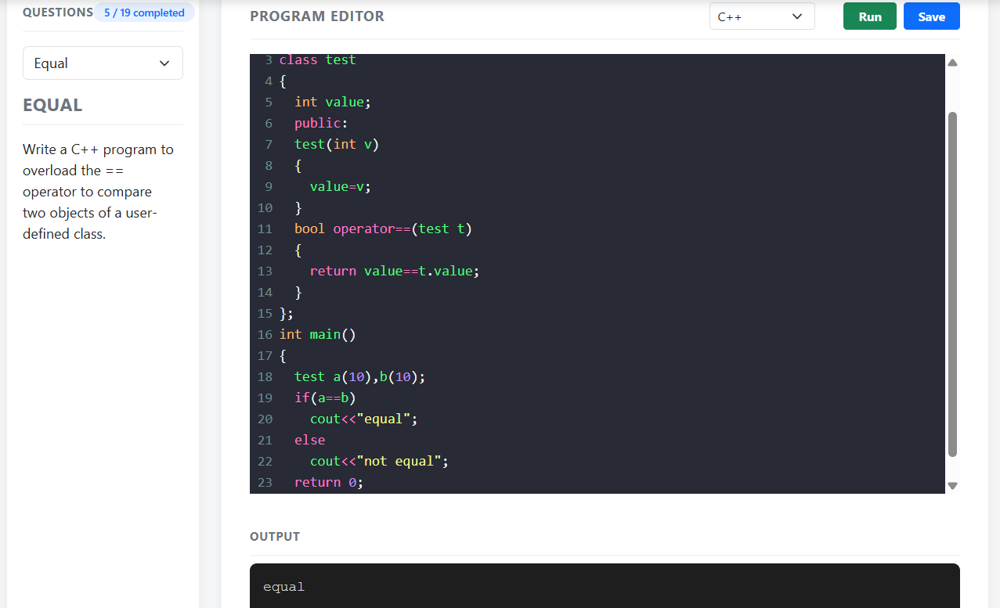 QUESTIONS 5 / 19 completed
Equal
EQUAL
Write a C++ program to
overload the ==
operator to compare
two objects of a user-
defined class.
PROGRAM EDITOR
C++
Run
Save
3 class test
4 {
5   int value;
6   public:
7   test(int v)
8   {
9     value=v;
10   }
11   bool operator==(test t)
12   {
13     return value==t.value;
14   }
15 };
16 int main()
17 {
18   test a(10),b(10);
19   if(a==b)
20     cout<<"equal";
21   else
22     cout<<"not equal";
23   return 0;
OUTPUT
equal